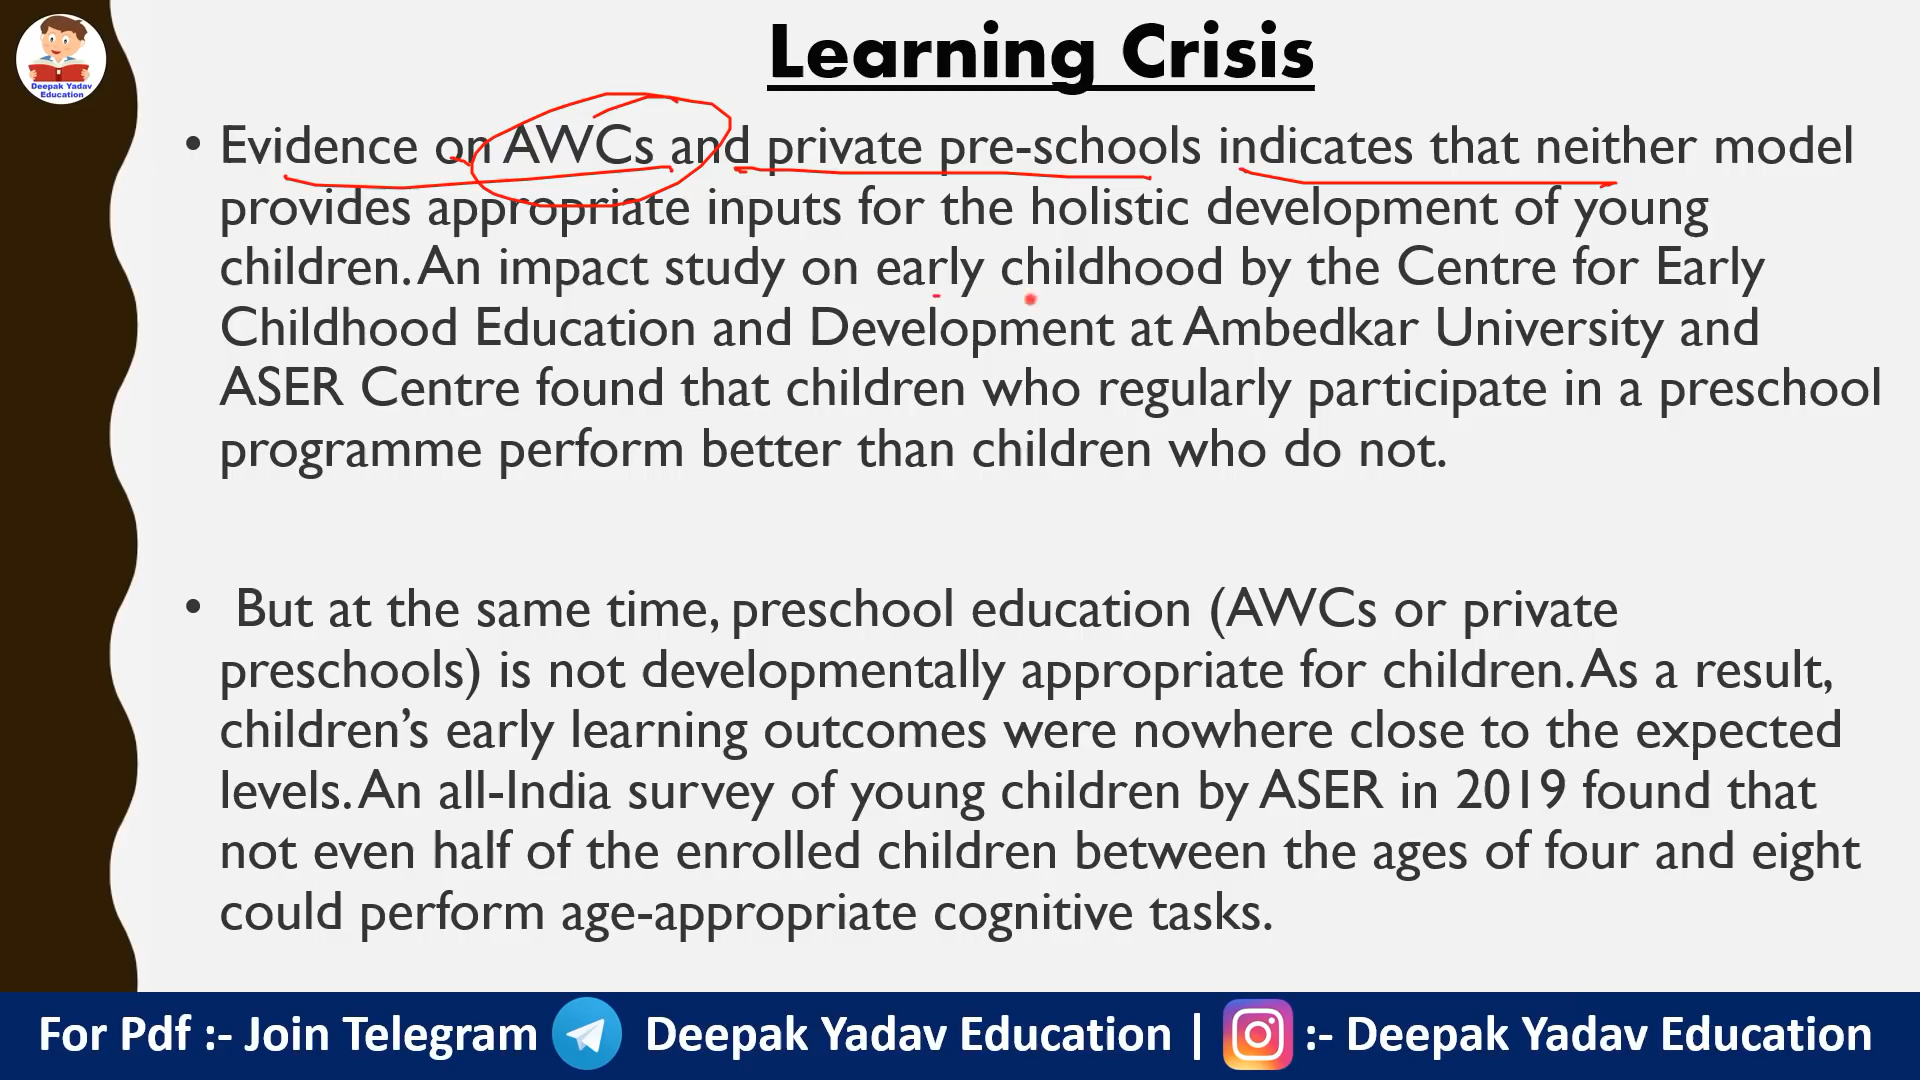 Learning Crisis
Deepak Yadav
Education
• Evidence on AWCs and private pre-schools indicates that neither model
provides appropriate inputs for the holistic development of young
children. An impact study on early childhood by the Centre for Early
Childhood Education and Development at Ambedkar University and
ASER Centre found that children who regularly participate in a preschool
programme perform better than children who do not.
• But at the same time, preschool education (AWCs or private
preschools) is not developmentally appropriate for children. As a result,
children’s early learning outcomes were nowhere close to the expected
levels. An all-India survey of young children by ASER in 2019 found that
not even half of the enrolled children between the ages of four and eight
could perform age-appropriate cognitive tasks.
For Pdf :- Join Telegram Deepak Yadav Education | :- Deepak Yadav Education